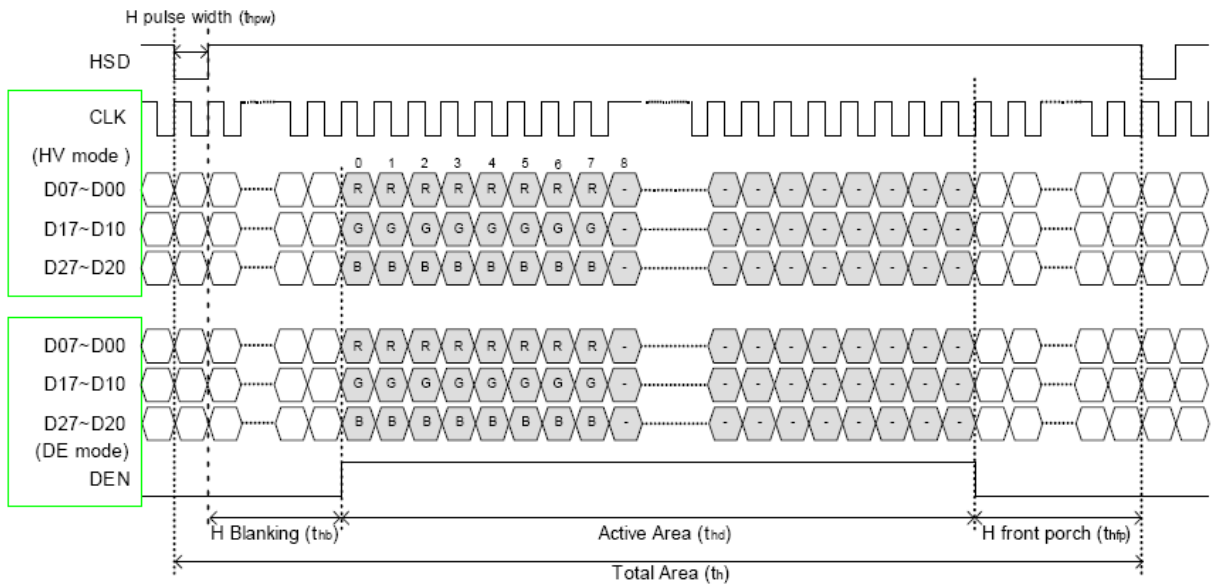 H pulse width (thpw)
HSD
CLK
(HV mode )
0 1 2 3 4 5 6 7 8
D07~D00 R R R R R R R R - - - - - - - - -
D17~D10 G G G G G G G G - - - - - - - - -
D27~D20 B B B B B B B B - - - - - - - - -
D07~D00 R R R R R R R R - - - - - - - - -
D17~D10 G G G G G G G G - - - - - - - - -
D27~D20 B B B B B B B B - - - - - - - - -
(DE mode)
DEN
H Blanking (thb) Active Area (thd) H front porch (thfp)
Total Area (th)